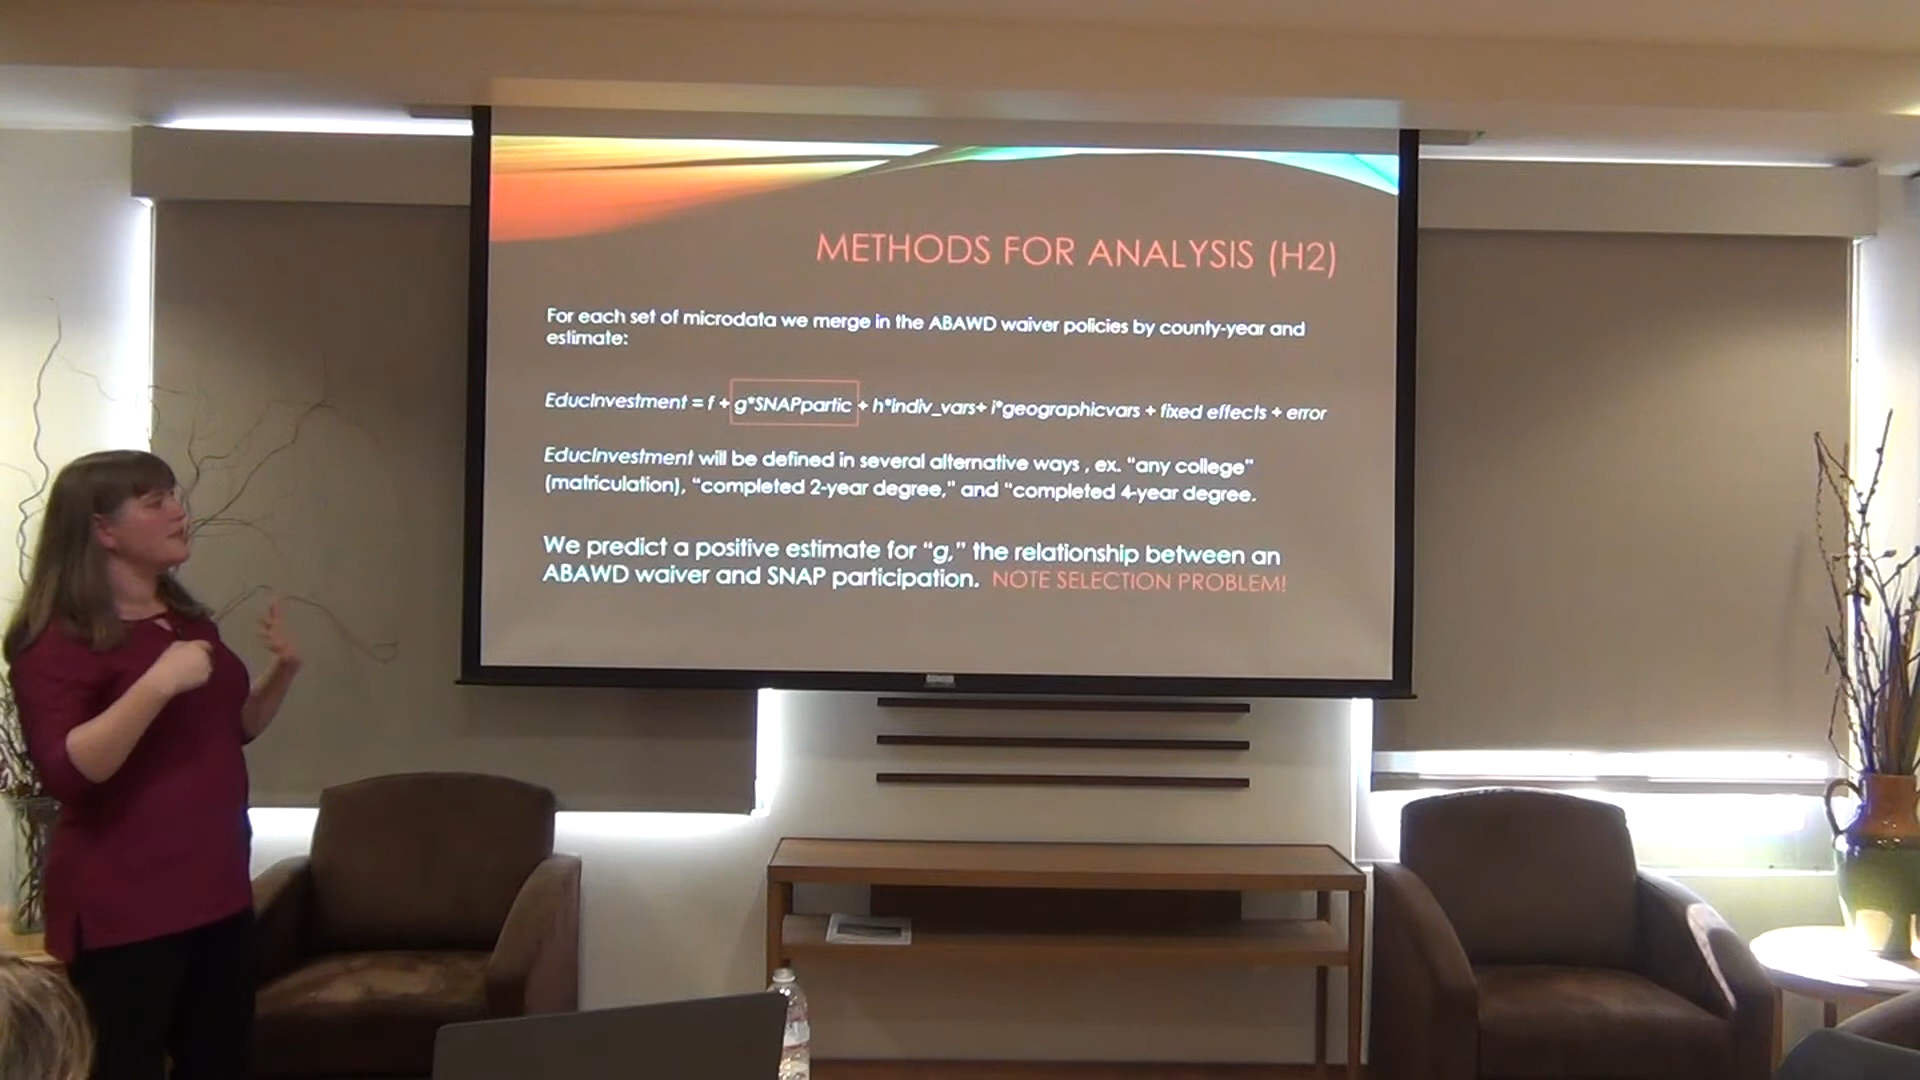 METHODS FOR ANALYSIS (H2)
For each set of microdata we merge in the ABAWD waiver policies by county-year and
estimate:
EducInvestment = f + g*SNAPpartic + h*indiv_vars+ i*geographicvars + fixed effects + error
EducInvestment will be defined in several alternative ways , ex. “any college”
(matriculation), “completed 2-year degree,” and “completed 4-year degree.
We predict a positive estimate for “g,” the relationship between an
ABAWD waiver and SNAP participation. NOTE SELECTION PROBLEM!